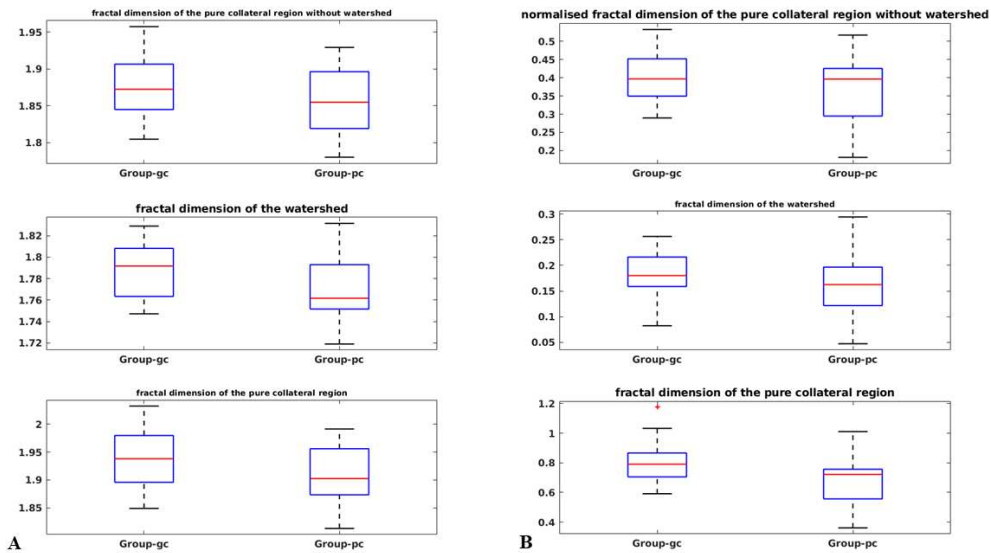 fractal dimension of the pure collateral region without watershed
1.95
1.9
1.85
1.8
Group-gc Group-pc
fractal dimension of the watershed
1.82
1.8
1.78
1.76
1.74
1.72
Group-gc Group-pc
fractal dimension of the pure collateral region
2
1.95
1.9
1.85
Group-gc Group-pc
A
normalised fractal dimension of the pure collateral region without watershed
0.5
0.45
0.4
0.35
0.3
0.25
0.2
Group-gc Group-pc
fractal dimension of the watershed
0.3
0.25
0.2
0.15
0.1
0.05
Group-gc Group-pc
fractal dimension of the pure collateral region
1.2
1
0.8
0.6
0.4
Group-gc Group-pc
B